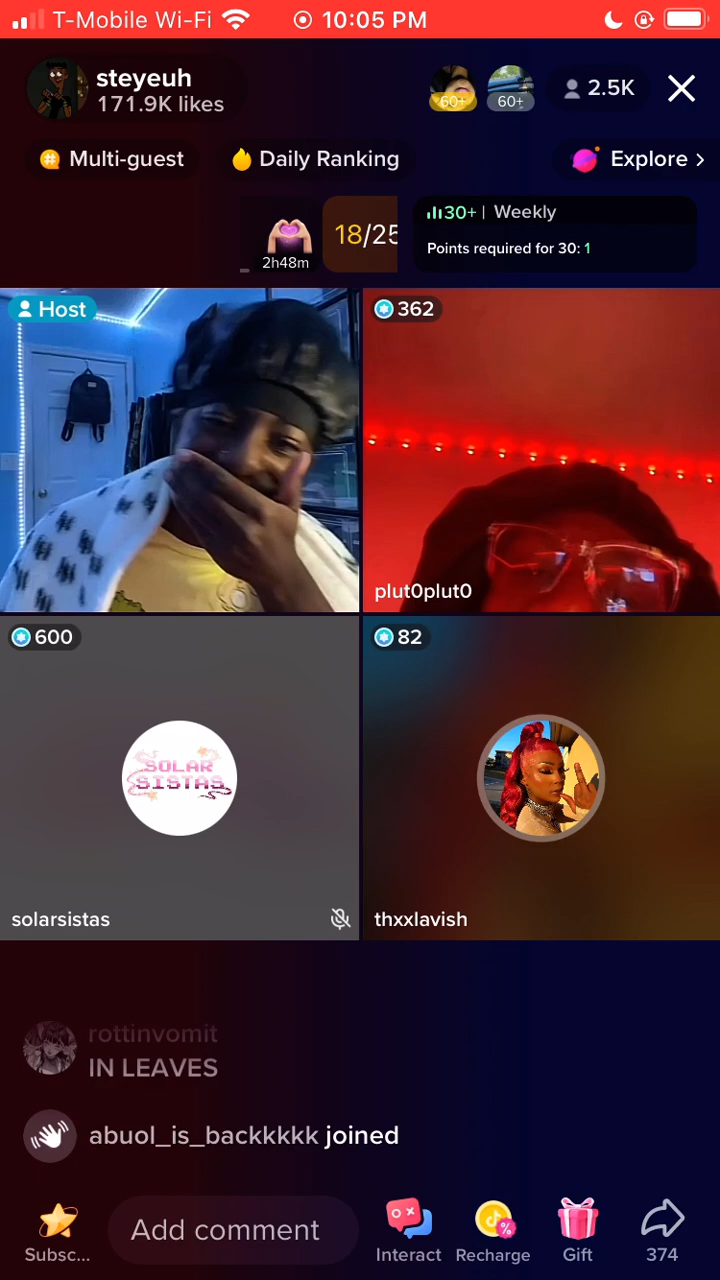 T-Mobile Wi-Fi 10:05 PM
steyeuh
171.9K likes
60+ 60+ 2.5K
Multi-guest Daily Ranking Explore >
18/25
2h48m
30+ | Weekly
Points required for 30: 1
Host
362
plut0plut0
600
SOLAR
SISTAS
solarsistas
82
thxxlavish
rottinvomit
IN LEAVES
abuol_is_backkkkk joined
Add comment
Subsc... Interact Recharge Gift 374